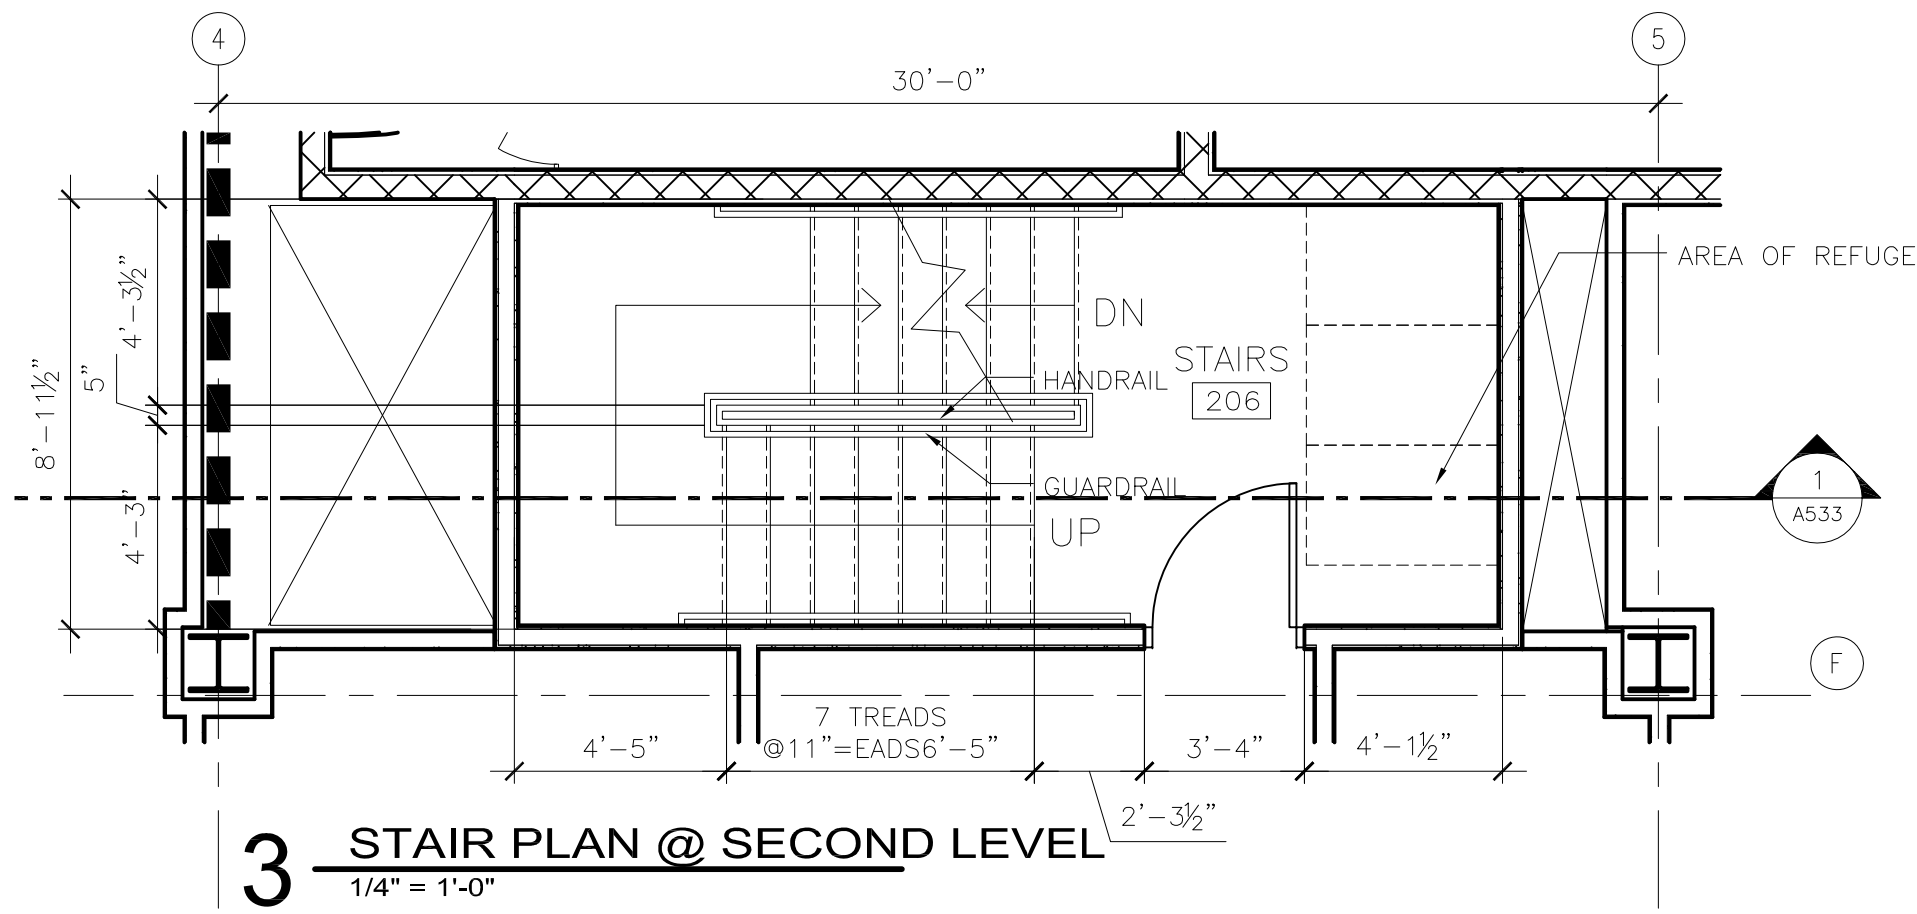 4
5
30'-0"
AREA OF REFUGE
4'-3½"
DN
8'-11½"
5"
STAIRS
HANDRAIL
206
GUARDRAIL
1
A533
4'-3"
UP
F
7 TREADS
4'-5"
@11"=EADS6'-5"
3'-4"
4'-1½"
2'-3½"
3
STAIR PLAN @ SECOND LEVEL
1/4" = 1'-0"